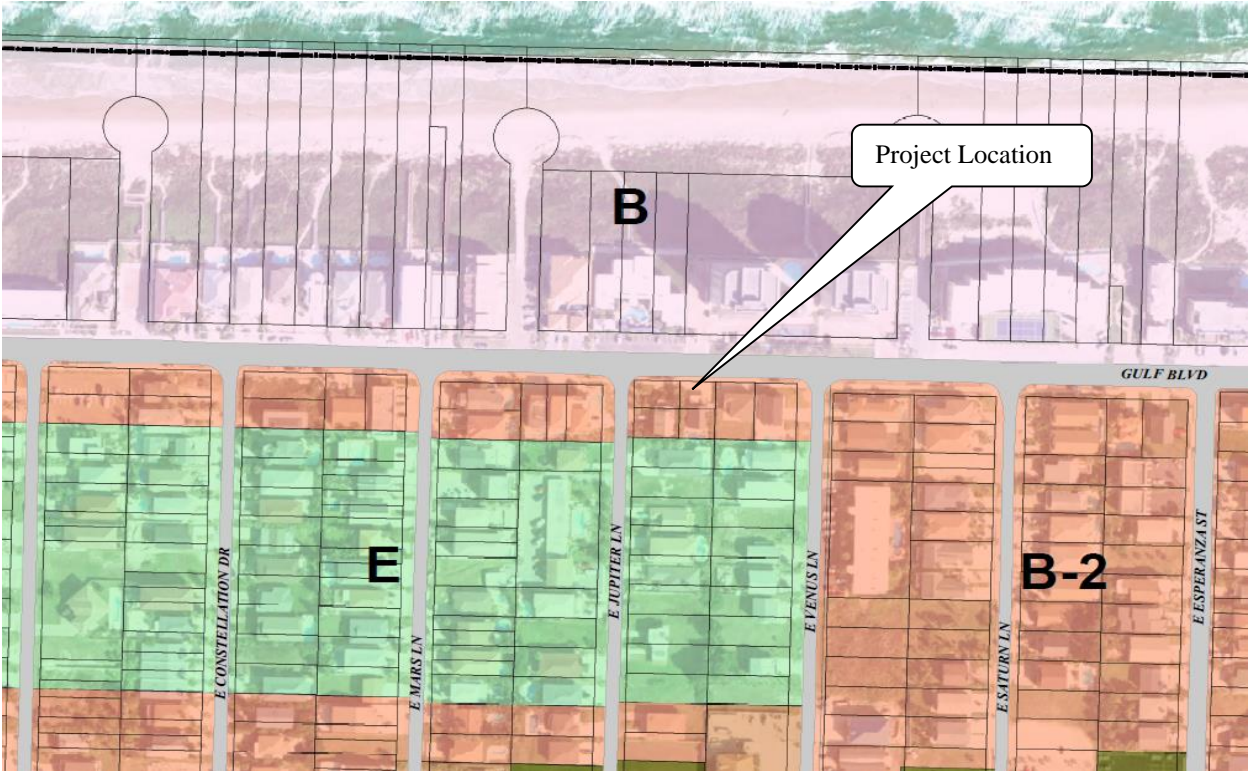 Project Location
B
GULF BLVD
E CONSTELLATION DR
E
E MARS LN
E JUPITER LN
E VENUS LN
E SATURN LN
B-2
E ESPERANZA ST